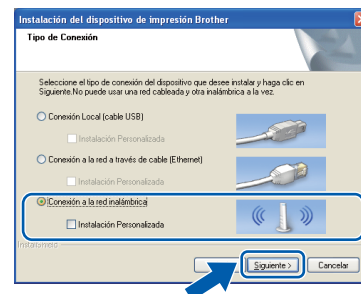 Instalación del dispositivo de impresión Brother
Tipo de Conexión
Seleccione el tipo de conexión del dispositivo que desee instalar y haga clic en
Siguiente.No puede usar una red cableada y otra inalámbrica a la vez.
Conexión Local (cable USB)
Instalación Personalizada
Conexión a la red a través de cable (Ethernet)
Instalación Personalizada
Conexión a la red inalámbrica
Instalación Personalizada
InstallShield
Siguiente >
Cancelar